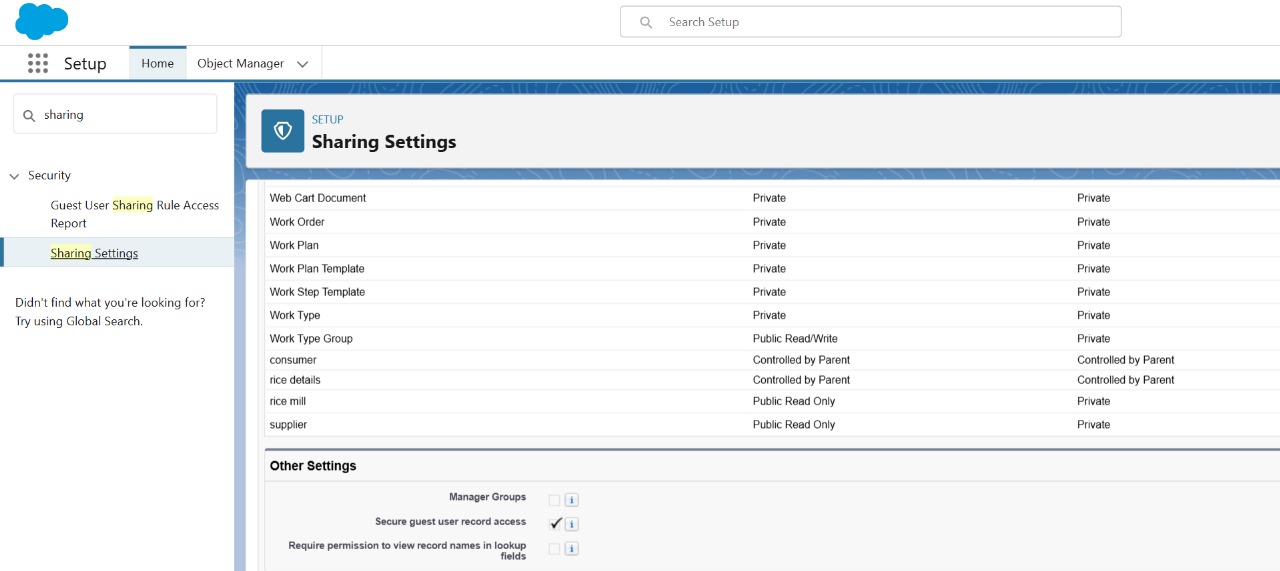 Search Setup
Setup Home Object Manager
sharing
Security
Guest User Sharing Rule Access
Report
Sharing Settings
Didn't find what you're looking for?
Try using Global Search.
SETUP
Sharing Settings
Web Cart Document Private Private
Work Order Private Private
Work Plan Private Private
Work Plan Template Private Private
Work Step Template Private Private
Work Type Private Private
Work Type Group Public Read/Write Private
consumer Controlled by Parent Controlled by Parent
rice details Controlled by Parent Controlled by Parent
rice mill Public Read Only Private
supplier Public Read Only Private
Other Settings
Manager Groups
Secure guest user record access
Require permission to view record names in lookup
fields